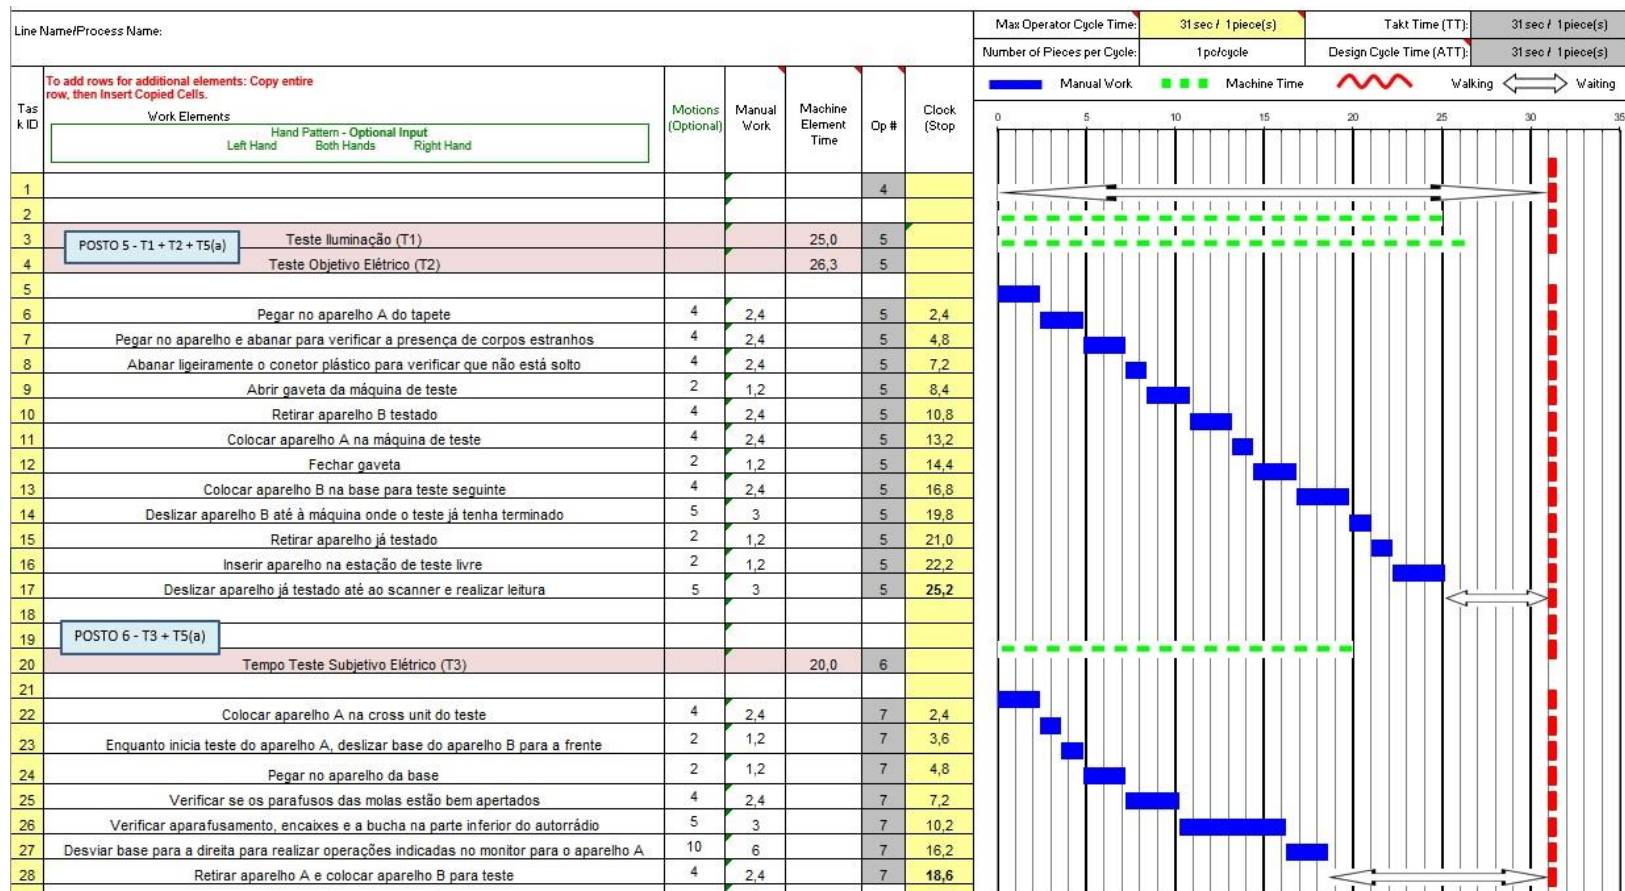 Line Name/Process Name:
Max Operator Cycle Time: 31 sec / 1 piece(s) Takt Time (TT): 31 sec / 1 piece(s)
Number of Pieces per Cycle: 1 pc/cycle Design Cycle Time (ATT): 31 sec / 1 piece(s)
Manual Work Machine Time Walking Waiting
To add rows for additional elements: Copy entire
row, then Insert Copied Cells.
Tas
k ID
Work Elements
Hand Pattern - Optional Input
Left Hand Both Hands Right Hand
Motions
(Optional)
Manual
Work
Machine
Element
Time
Op #
Clock
(Stop
0 5 10 15 20 25 30 35
1 4
2
POSTO 5 - T1 + T2 + T5(a)
3 Teste Iluminação (T1) 25,0 5
4 Teste Objetivo Elétrico (T2) 26,3 5
5
6 Pegar no aparelho A do tapete 4 2,4 5 2,4
7 Pegar no aparelho e abanar para verificar a presença de corpos estranhos 4 2,4 5 4,8
8 Abanar ligeiramente o conetor plástico para verificar que não está solto 4 2,4 5 7,2
9 Abrir gaveta da máquina de teste 2 1,2 5 8,4
10 Retirar aparelho B testado 4 2,4 5 10,8
11 Colocar aparelho A na máquina de teste 4 2,4 5 13,2
12 Fechar gaveta 2 1,2 5 14,4
13 Colocar aparelho B na base para teste seguinte 4 2,4 5 16,8
14 Deslizar aparelho B até à máquina onde o teste já tenha terminado 5 3 5 19,8
15 Retirar aparelho já testado 2 1,2 5 21,0
16 Inserir aparelho na estação de teste livre 2 1,2 5 22,2
17 Deslizar aparelho já testado até ao scanner e realizar leitura 5 3 5 25,2
18
19 POSTO 6 - T3 + T5(a)
20 Tempo Teste Subjetivo Elétrico (T3) 20,0 6
21
22 Colocar aparelho A na cross unit do teste 4 2,4 7 2,4
23 Enquanto inicia teste do aparelho A, deslizar base do aparelho B para a frente 2 1,2 7 3,6
24 Pegar no aparelho da base 2 1,2 7 4,8
25 Verificar se os parafusos das molas estão bem apertados 4 2,4 7 7,2
26 Verificar aparafusamento, encaixes e a bucha na parte inferior do autorrádio 5 3 7 10,2
27 Desviar base para a direita para realizar operações indicadas no monitor para o aparelho A 10 6 7 16,2
28 Retirar aparelho A e colocar aparelho B para teste 4 2,4 7 18,6